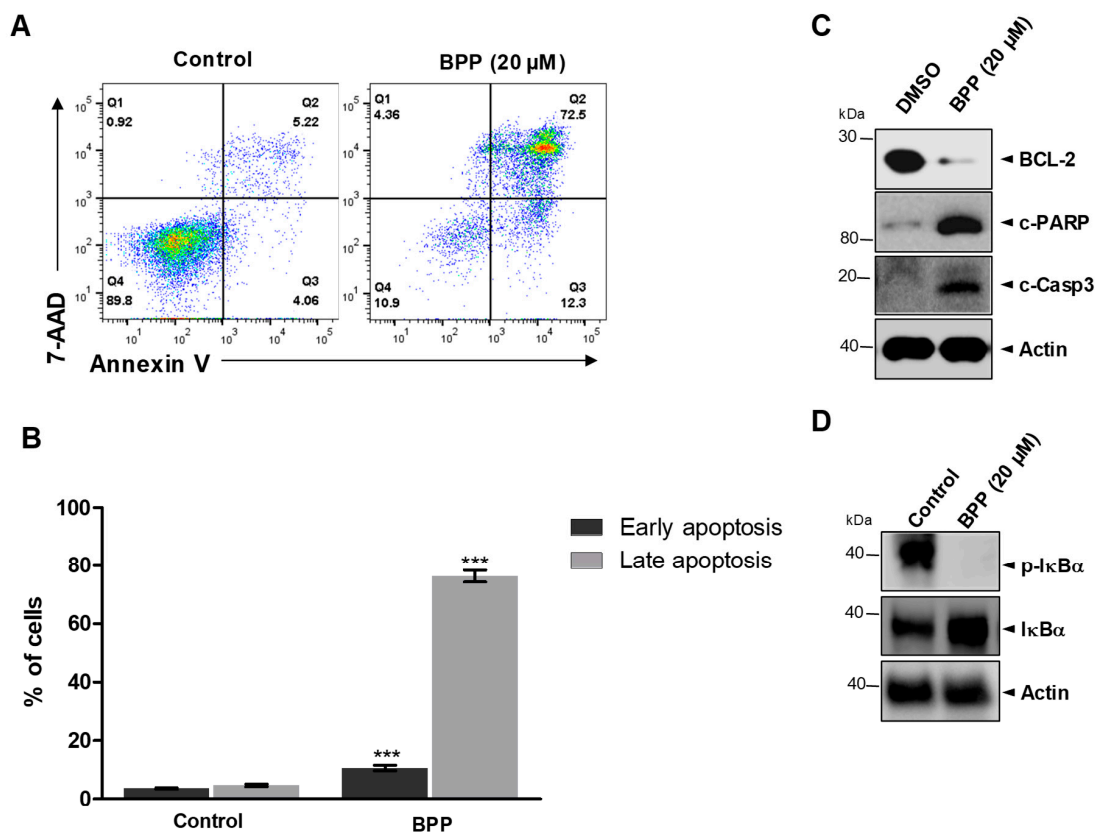 A
Control
BPP (20 µM)
Q1
0.92
Q2
5.22
Q4
89.8
Q3
4.06
10⁵
10⁴
10³
10²
10¹
10¹
10²
10³
10⁴
10⁵
Q1
4.36
Q2
72.5
Q4
10.9
Q3
12.3
10⁵
10⁴
10³
10²
10¹
10¹
10²
10³
10⁴
10⁵
7-AAD
Annexin V
B
100
80
60
40
20
0
% of cells
***
***
Control
BPP
Early apoptosis
Late apoptosis
C
DMSO
BPP (20 µM)
kDa
30
BCL-2
c-PARP
80
20
c-Casp3
40
Actin
D
Control
BPP (20 µM)
kDa
40
p-IκBα
40
IκBα
40
Actin